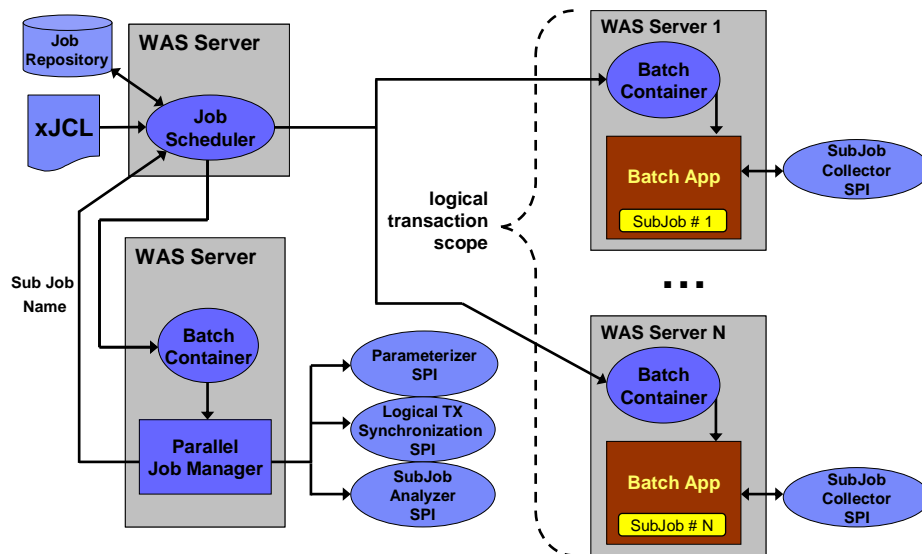 WAS Server
Job
Repository
xJCL
Job
Scheduler
Sub Job
Name
WAS Server
Batch
Container
Parallel
Job Manager
Parameterizer
SPI
Logical TX
Synchronization
SPI
SubJob
Analyzer
SPI
logical
transaction
scope
WAS Server 1
Batch
Container
Batch App
SubJob # 1
SubJob
Collector
SPI
...
WAS Server N
Batch
Container
Batch App
SubJob # N
SubJob
Collector
SPI